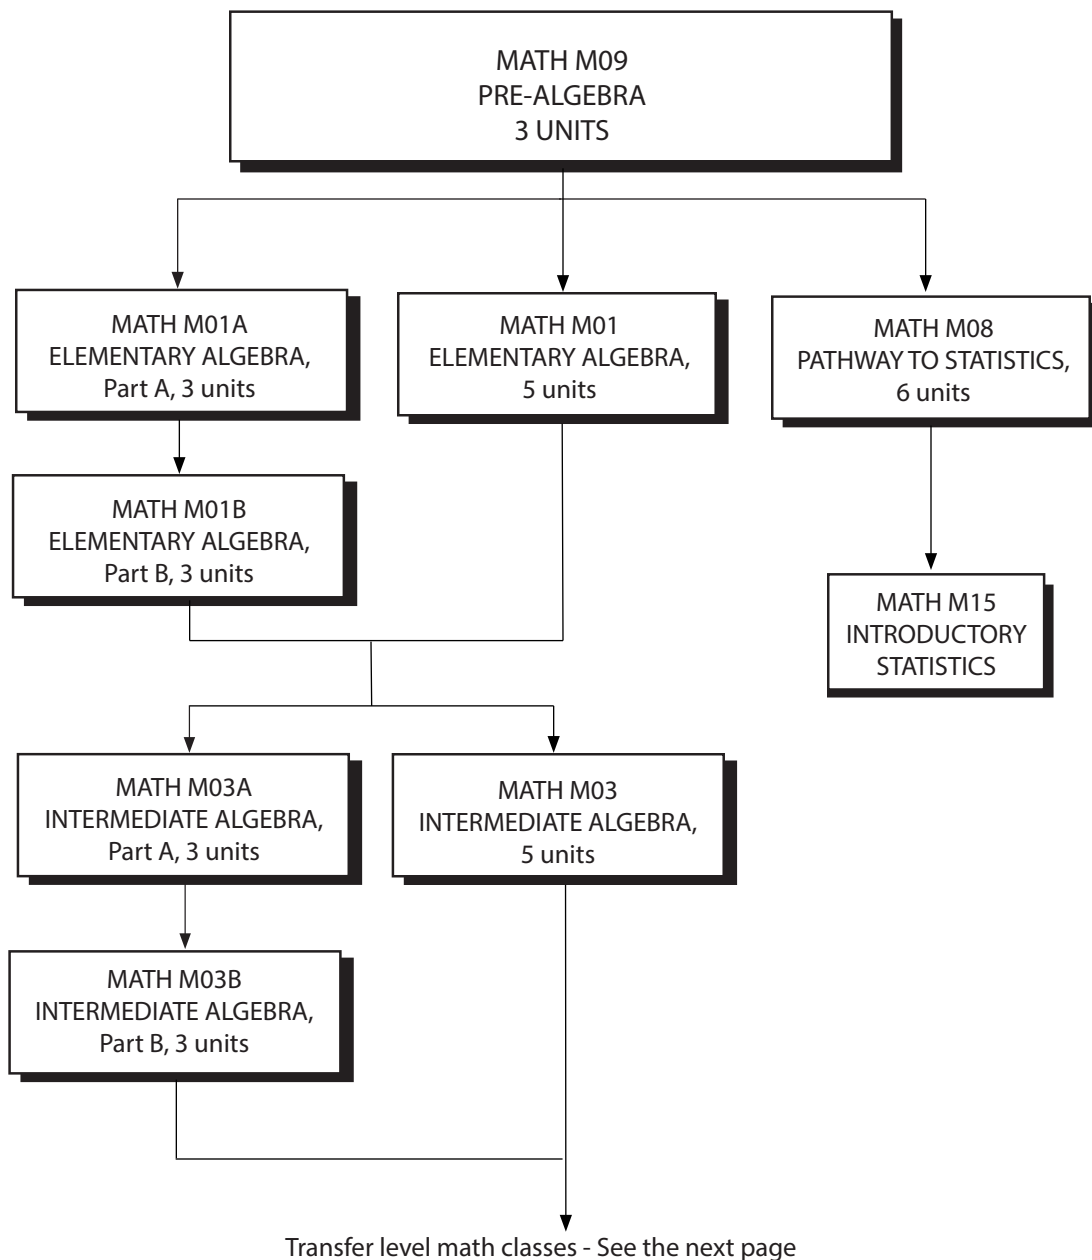 MATH M09
PRE-ALGEBRA
3 UNITS
MATH M01A
ELEMENTARY ALGEBRA,
Part A, 3 units
MATH M01
ELEMENTARY ALGEBRA,
5 units
MATH M08
PATHWAY TO STATISTICS,
6 units
MATH M01B
ELEMENTARY ALGEBRA,
Part B, 3 units
MATH M15
INTRODUCTORY
STATISTICS
MATH M03A
INTERMEDIATE ALGEBRA,
Part A, 3 units
MATH M03
INTERMEDIATE ALGEBRA,
5 units
MATH M03B
INTERMEDIATE ALGEBRA,
Part B, 3 units
Transfer level math classes - See the next page